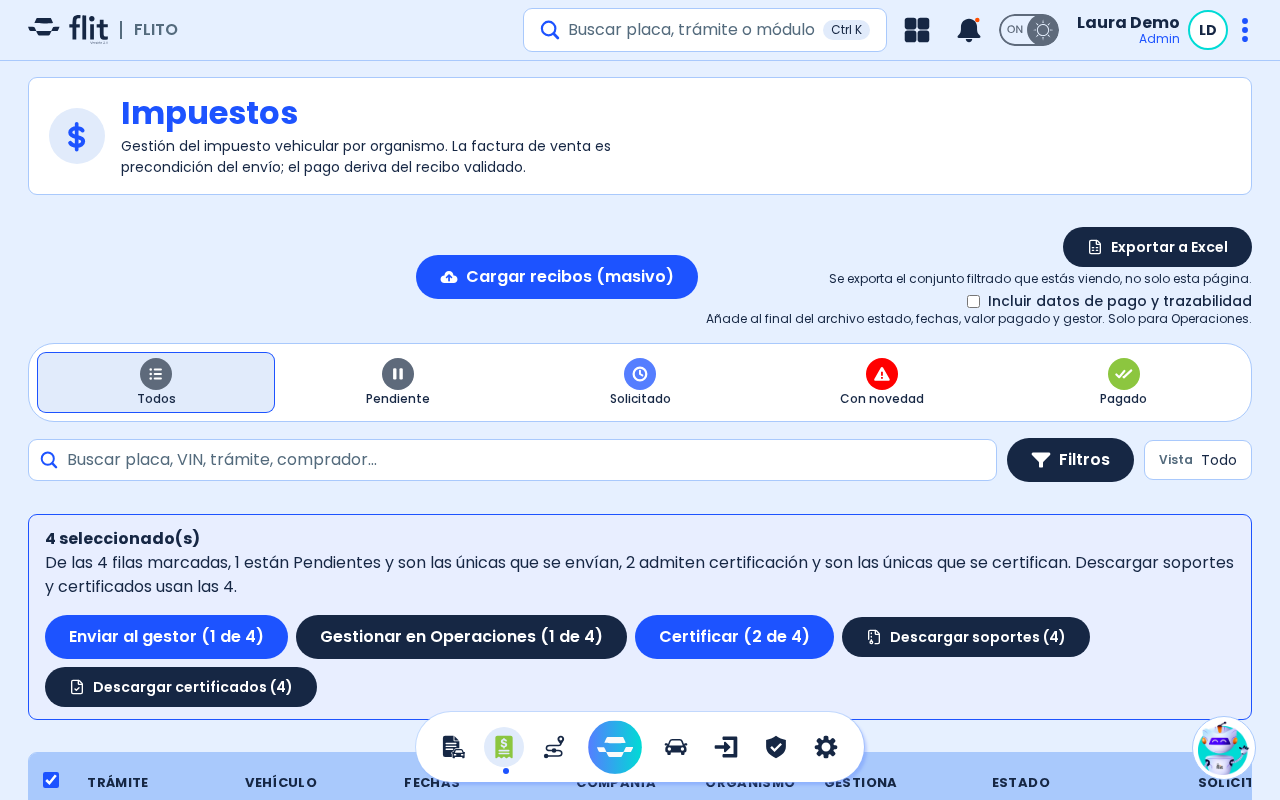 flit
FLITO
Buscar placa, trámite o módulo
Ctrl K
ON
Laura Demo
Admin
LD
$
Impuestos
Gestión del impuesto vehicular por organismo. La factura de venta es
precondición del envío; el pago deriva del recibo validado.
Exportar a Excel
Cargar recibos (masivo)
Se exporta el conjunto filtrado que estás viendo, no solo esta página.
Incluir datos de pago y trazabilidad
Añade al final del archivo estado, fechas, valor pagado y gestor. Solo para Operaciones.
Todos
Pendiente
Solicitado
Con novedad
Pagado
Buscar placa, VIN, trámite, comprador...
Filtros
Vista Todo
4 seleccionado(s)
De las 4 filas marcadas, 1 están Pendientes y son las únicas que se envían, 2 admiten certificación y son las únicas que se certifican. Descargar soportes
y certificados usan las 4.
Enviar al gestor (1 de 4)
Gestionar en Operaciones (1 de 4)
Certificar (2 de 4)
Descargar soportes (4)
Descargar certificados (4)
TRÁMITE
VEHÍCULO
FECHAS
COMPAÑÍA
ORGANISMO
GESTIONA
ESTADO
SOLICIT